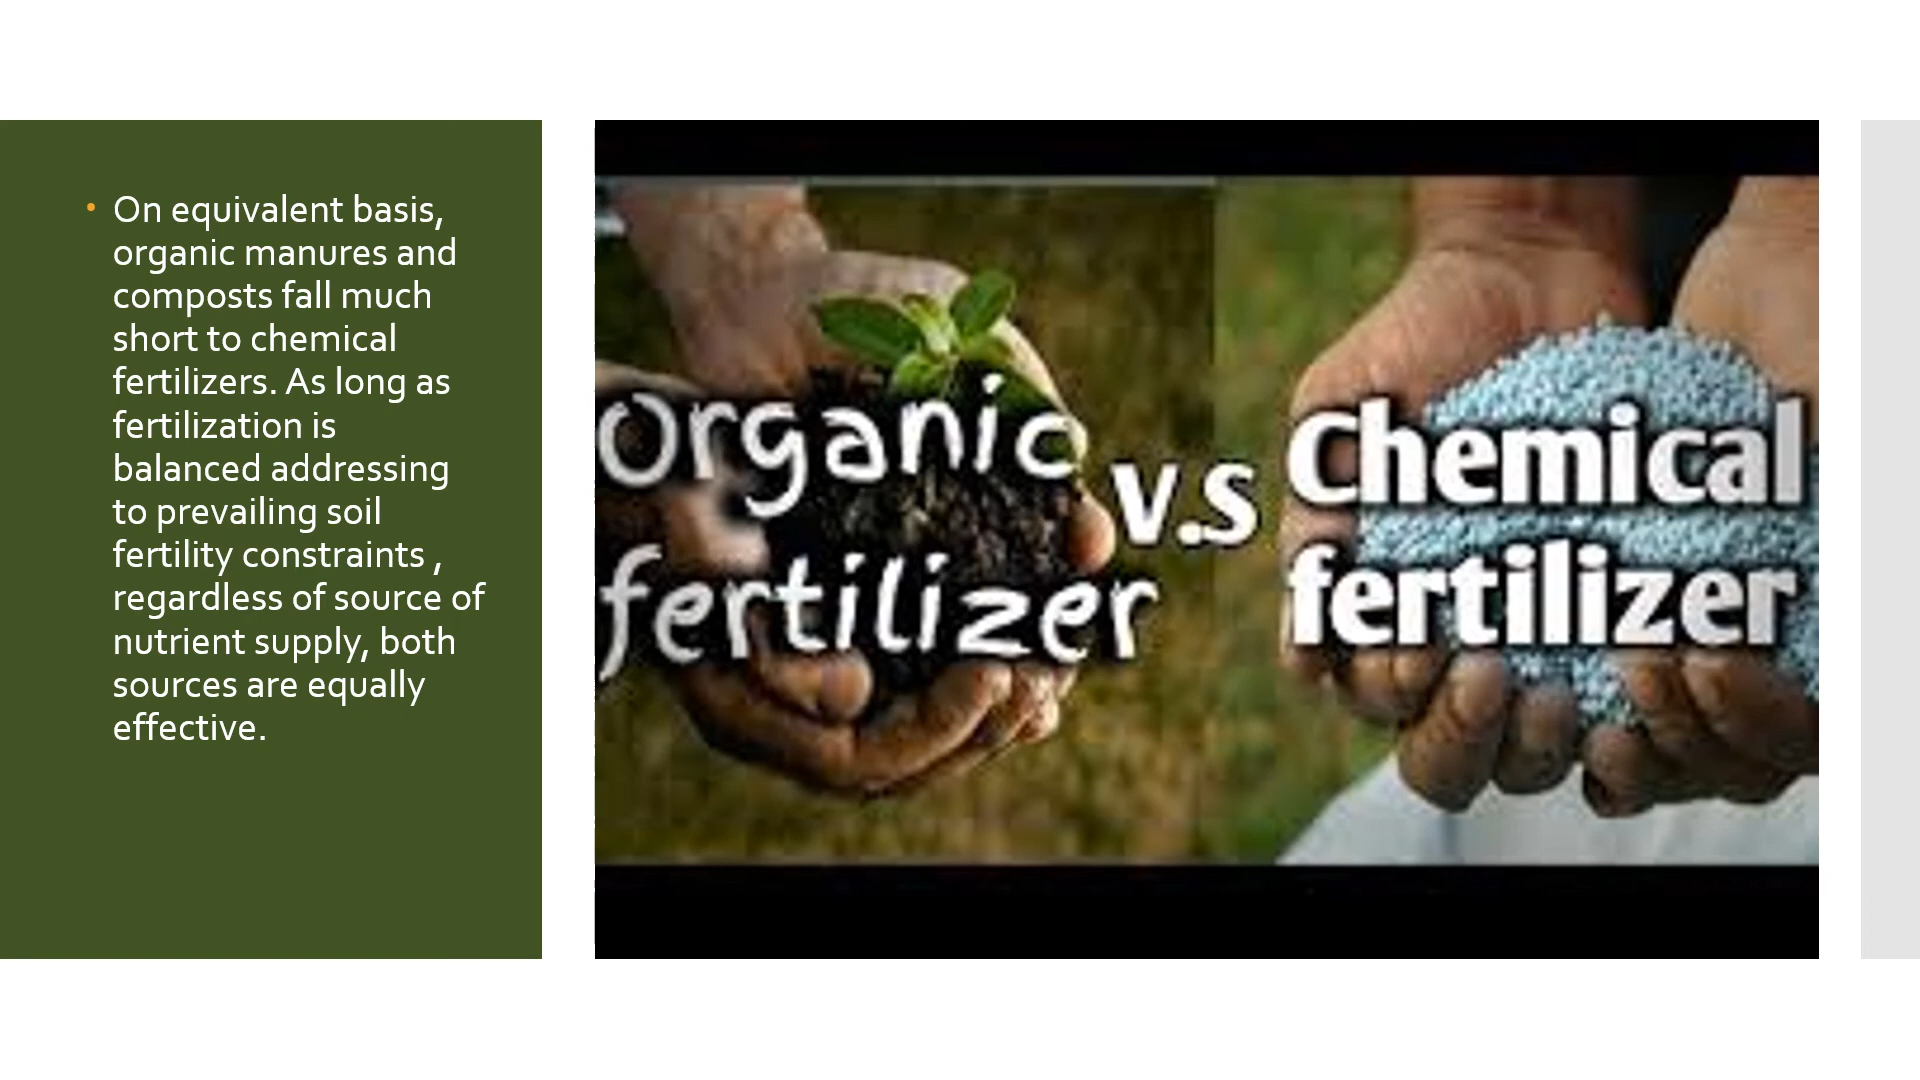 On equivalent basis,
organic manures and
composts fall much
short to chemical
fertilizers. As long as
fertilization is
balanced addressing
to prevailing soil
fertility constraints ,
regardless of source of
nutrient supply, both
sources are equally
effective.
Organic
fertilizer
v.s
Chemical
fertilizer